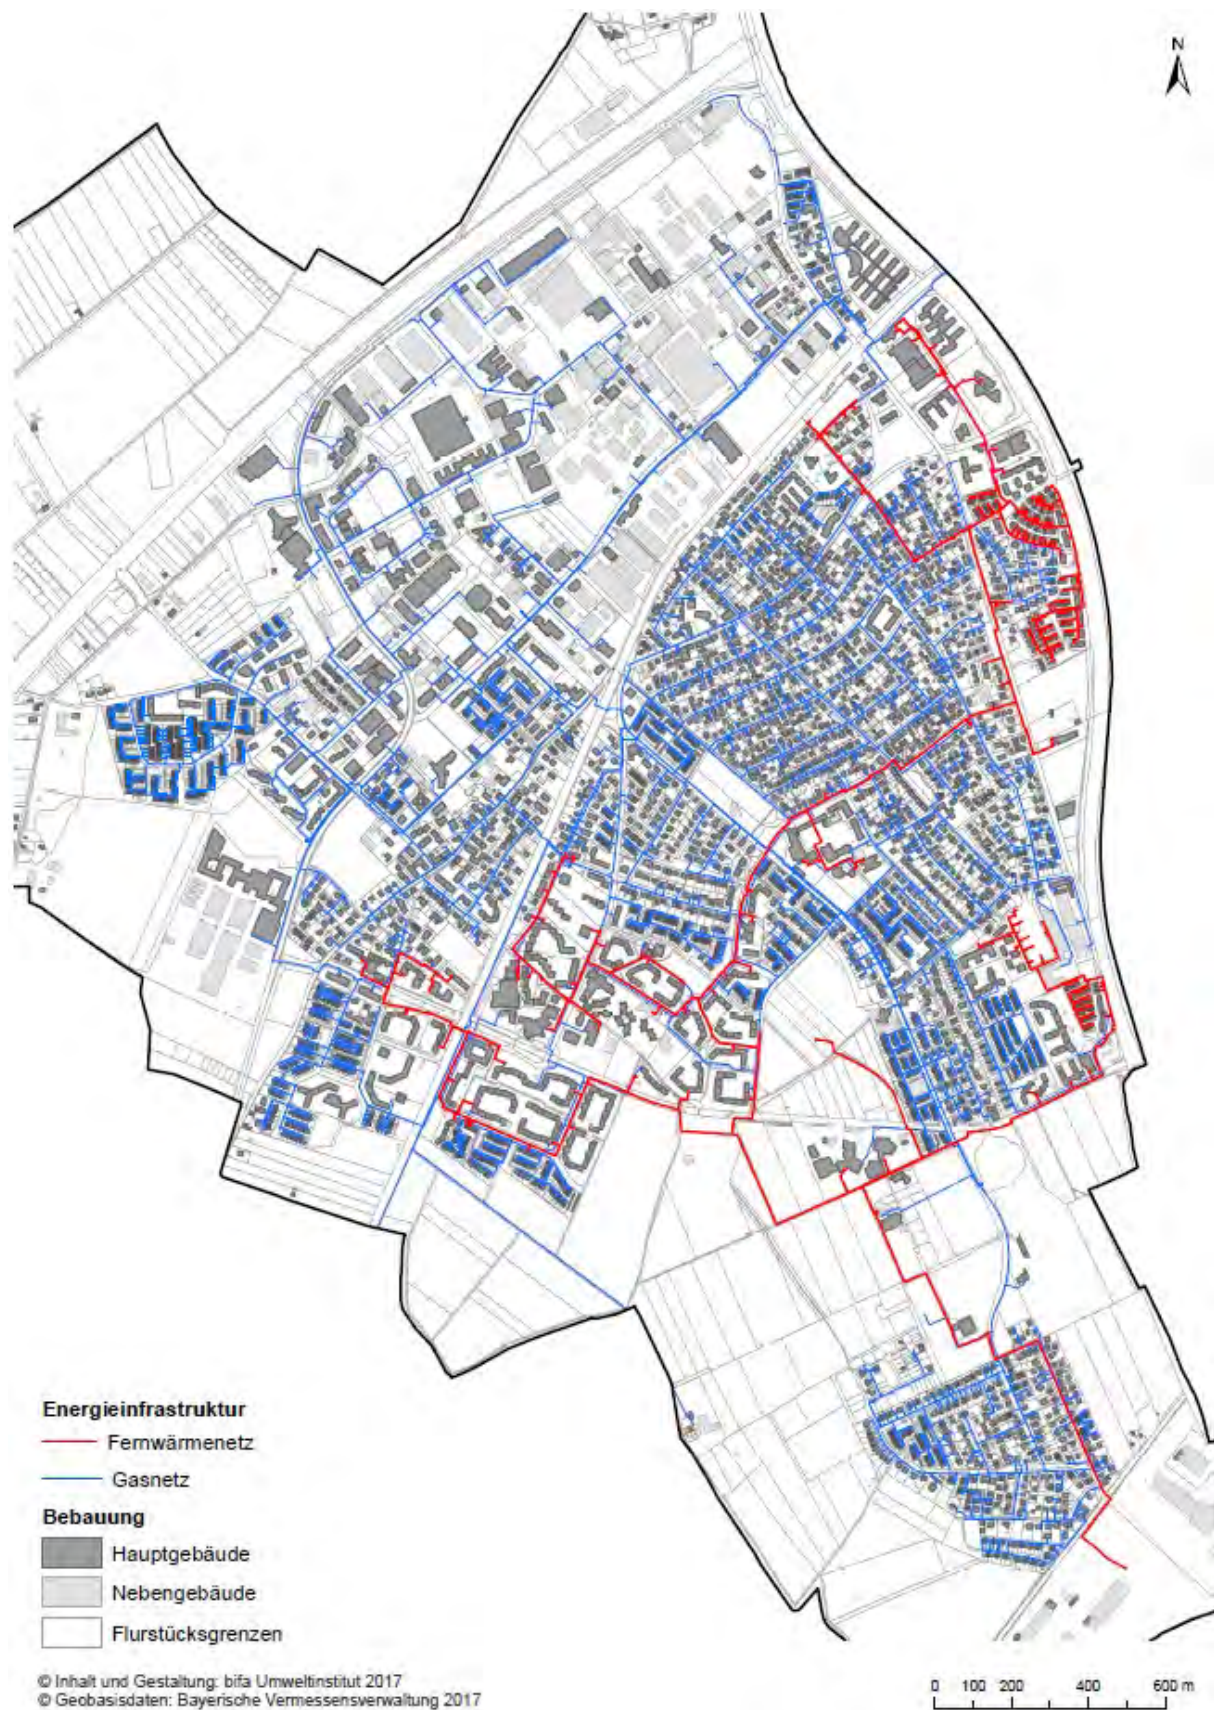 N
Energieinfrastruktur
Fernwärmenetz
Gasnetz
Bebauung
Hauptgebäude
Nebengebäude
Flurstücksgrenzen
© Inhalt und Gestaltung: bifa Umweltinstitut 2017
© Geobasisdaten: Bayerische Vermessensverwaltung 2017
0 100 200 400 600 m